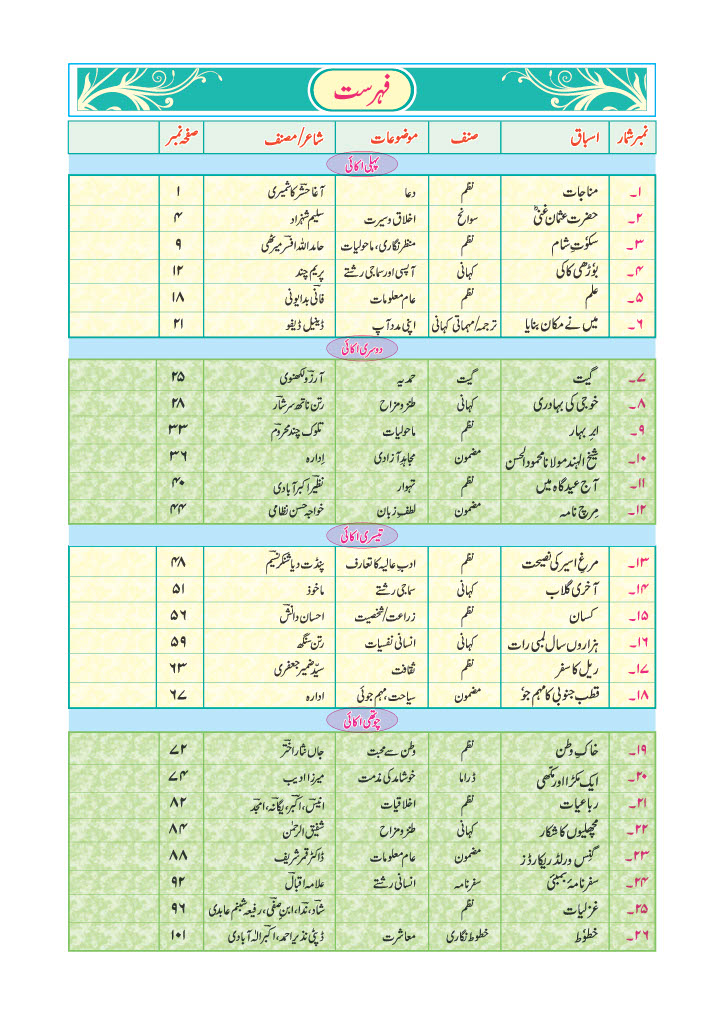 فہرست
نمبر شمار اسباق صنف موضوعات شاعر/مصنف صفحہ نمبر
پہلی اکائی
۱۔ مناجات نظم دعا آغا حشر کاشمیری ۱
۲۔ حضرت عثمان غنیؓ سوانح اخلاق و سیرت سلیم شہزاد ۴
۳۔ سکوٗتِ شام نظم منظر نگاری، ماحولیات حامد اللہ افسر میرٹھی ۹
۴۔ بوٗڑھی کاکی کہانی آپسی اور سماجی رشتے پریم چند ۱۲
۵۔ علم نظم عام معلومات فانی بدایونی ۱۸
۶۔ میں نے مکان بنایا ترجمہ/مہماتی کہانی اپنی مدد آپ ڈینیل ڈیفو ۲۱
دوسری اکائی
۷۔ گیت گیت حمدیہ آرزو لکھنوی ۲۵
۸۔ خوجی کی بہادری کہانی طنز و مزاح رتن ناتھ سرشار ۲۸
۹۔ ابرِ بہار نظم ماحولیات تلوک چند محروم ۳۳
۱۰۔ شیخ الہند مولانا محمود الحسن مضمون مجاہدِ آزادی اِدارہ ۳۶
۱۱۔ آج عید گاہ میں نظم تہوار نظیر اکبر آبادی ۴۰
۱۲۔ مرچ نامہ مضمون لطفِ زبان خواجہ حسن نظامی ۴۴
تیسری اکائی
۱۳۔ مرغِ اسیر کی نصیحت نظم ادبِ عالیہ کا تعارف پنڈت دیا شنکر نسیم ۴۸
۱۴۔ آخری گلاب کہانی سماجی رشتے ماخوذ ۵۱
۱۵۔ کسان نظم زراعت/شخصیت احسان دانش ۵۶
۱۶۔ ہزاروں سال لمبی رات کہانی انسانی نفسیات رتن سنگھ ۵۹
۱۷۔ ریل کا سفر نظم ثقافت سیّد ضمیر جعفری ۶۳
۱۸۔ قطب جنوبی کا مہم جوٗ مضمون سیاحت، مہم جوئی ادارہ ۶۷
چوتھی اکائی
۱۹۔ خاکِ وطن نظم وطن سے محبت جاں نثار اختر ۷۲
۲۰۔ ایک مکڑا اور مکّھی ڈراما خوشامد کی مذمت میرزا ادیب ۷۴
۲۱۔ رباعیات نظم اخلاقیات انیس، اکبر، یگانہ، امجد ۸۲
۲۲۔ مچھلیوں کا شکار کہانی طنز و مزاح شفیق الرحمٰن ۸۴
۲۳۔ گِنِس ورلڈ ریکارڈز مضمون عام معلومات ڈاکٹر قمر شریف ۸۸
۲۴۔ سفر نامۂ بمبئی سفرنامہ انسانی رشتے علامہ اقبال ۹۲
۲۵۔ غزلیات نظم شاد، ندا، ابنِ صفی، رفیعہ شبنم عابدی ۹۶
۲۶۔ خطوٗط خطوط نگاری معاشرت ڈپٹی نذیر احمد، اکبر الٰہ آبادی ۱۰۱